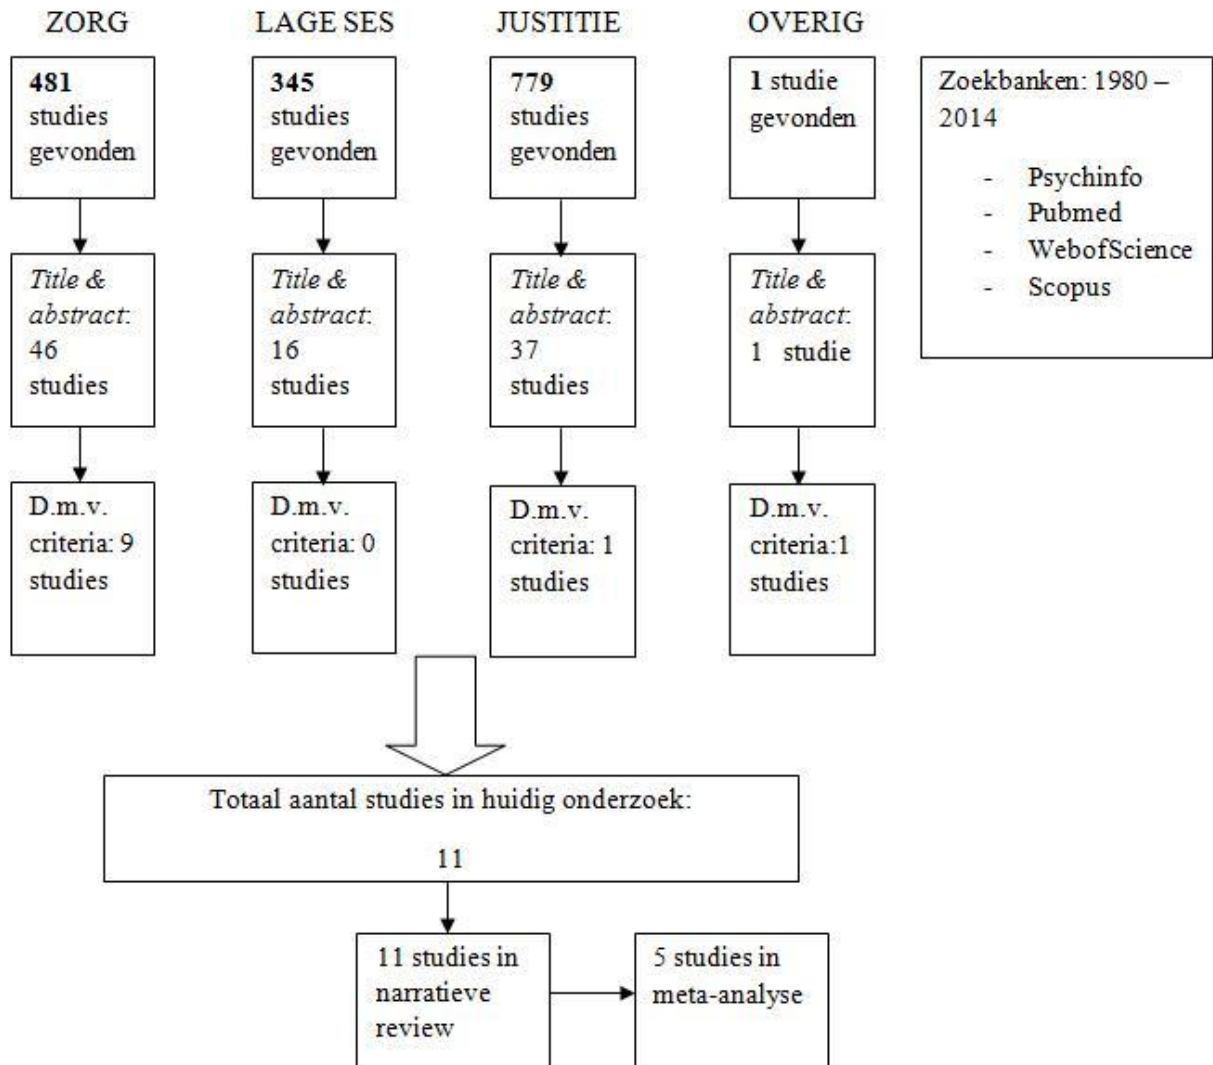 ZORG
LAGE SES
JUSTITIE
OVERIG
481
studies
gevonden
345
studies
gevonden
779
studies
gevonden
1 studie
gevonden
Zoekbanken: 1980 –
2014
- Psychinfo
- Pubmed
- WebofScience
- Scopus
Title &
abstract:
46
studies
Title &
abstract:
16
studies
Title &
abstract:
37
studies
Title &
abstract:
1 studie
D.m.v.
criteria: 9
studies
D.m.v.
criteria: 0
studies
D.m.v.
criteria: 1
studies
D.m.v.
criteria:1
studies
Totaal aantal studies in huidig onderzoek:
11
11 studies in
narratieve
review
5 studies in
meta-analyse